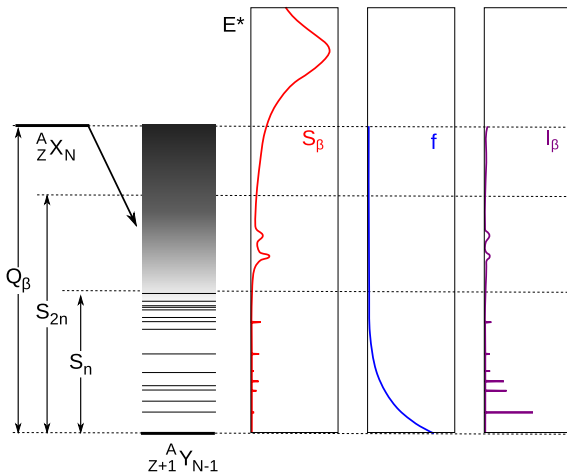 E*
A
Z X N
S β
f
I β
Q β
S 2n
S n
A
Z+1 Y N-1